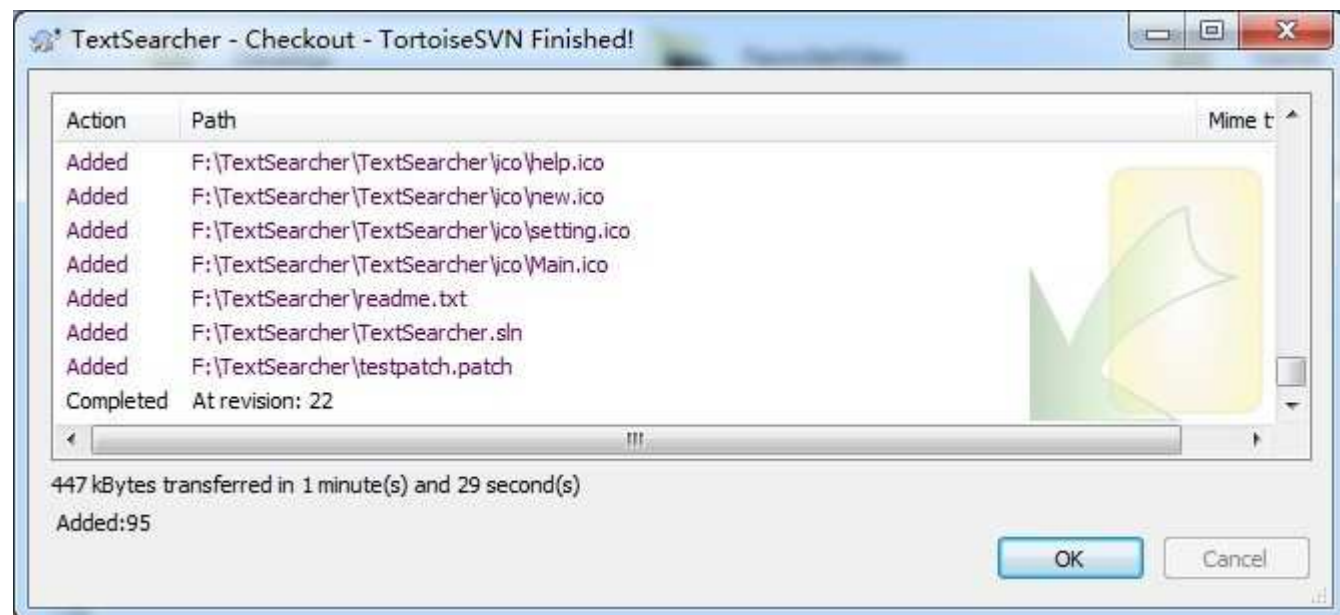 TextSearcher - Checkout - TortoiseSVN Finished!
Action Path Mime t
Added F:\TextSearcher\TextSearcher\ico\help.ico
Added F:\TextSearcher\TextSearcher\ico\new.ico
Added F:\TextSearcher\TextSearcher\ico\setting.ico
Added F:\TextSearcher\TextSearcher\ico\Main.ico
Added F:\TextSearcher\readme.txt
Added F:\TextSearcher\TextSearcher.sln
Added F:\TextSearcher\testpatch.patch
Completed At revision: 22
447 kBytes transferred in 1 minute(s) and 29 second(s)
Added:95
OK Cancel